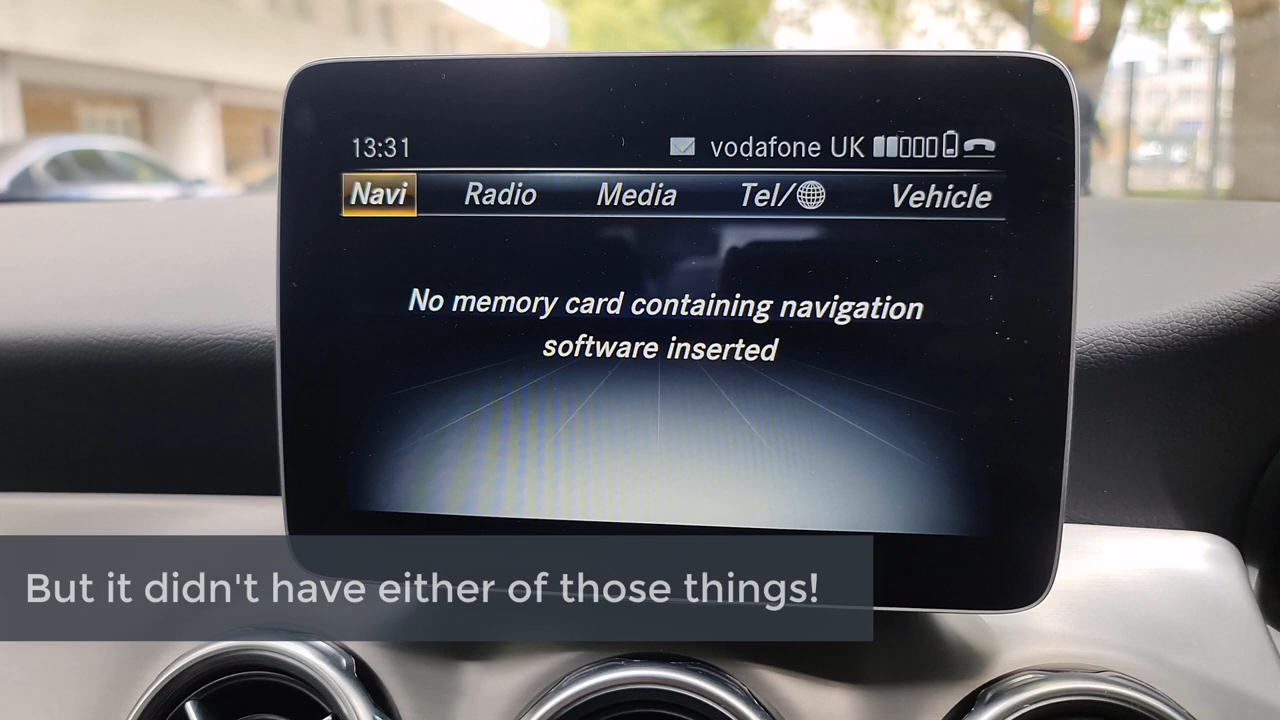 13:31 vodafone UK
Navi Radio Media Tel/ Vehicle
No memory card containing navigation
software inserted
But it didn't have either of those things!